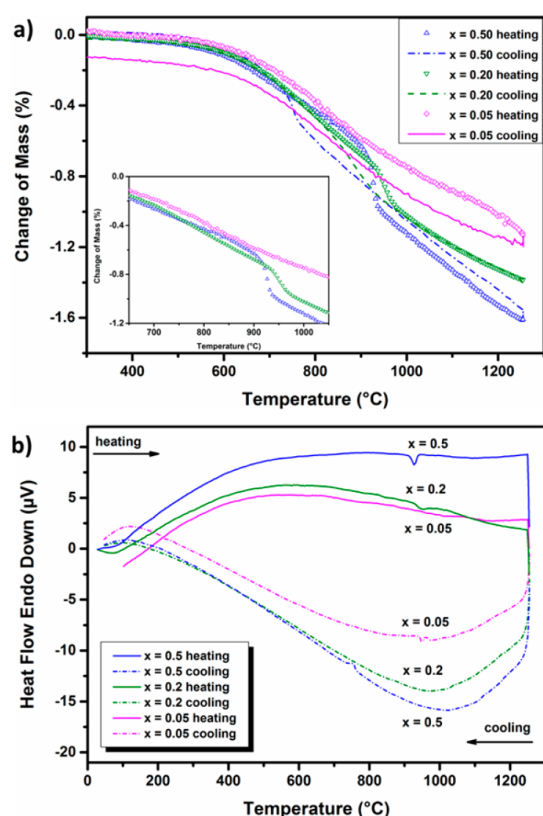 a)
0.0
-0.4
-0.8
-1.2
-1.6
Change of Mass (%)
x = 0.50 heating
x = 0.50 cooling
x = 0.20 heating
x = 0.20 cooling
x = 0.05 heating
x = 0.05 cooling
0.0
-0.4
-0.8
-1.2
Change of Mass (%)
700 800 900 1000
Temperature (°C)
400 600 800 1000 1200
Temperature (°C)
b)
10
5
0
-5
-10
-15
-20
Heat Flow Endo Down (µV)
heating
x = 0.5
x = 0.2
x = 0.05
x = 0.05
x = 0.2
x = 0.5
cooling
x = 0.5 heating
x = 0.5 cooling
x = 0.2 heating
x = 0.2 cooling
x = 0.05 heating
x = 0.05 cooling
0 200 400 600 800 1000 1200
Temperature (°C)